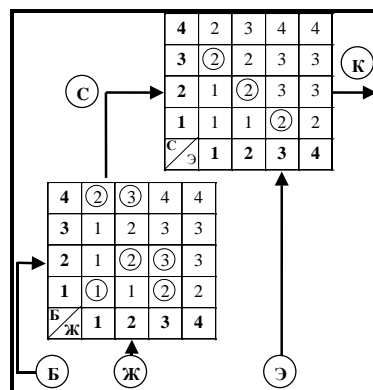 4 2 3 4 4
3 2 2 3 3
К
С
2 1 2 3 3
1 1 1 2 2
С Э 1 2 3 4
4 2 3 4 4
3 1 2 3 3
2 1 2 3 3
1 1 1 2 2
Б Ж 1 2 3 4
Б Ж Э